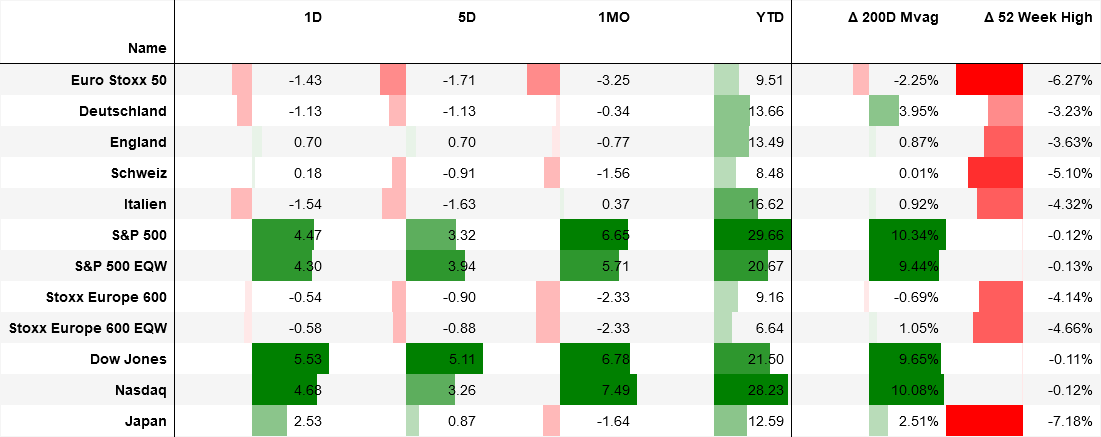 1D 5D 1MO YTD Δ 200D Mvag Δ 52 Week High
Name
Euro Stoxx 50 -1.43 -1.71 -3.25 9.51 -2.25% -6.27%
Deutschland -1.13 -1.13 -0.34 13.66 3.95% -3.23%
England 0.70 0.70 -0.77 13.49 0.87% -3.63%
Schweiz 0.18 -0.91 -1.56 8.48 0.01% -5.10%
Italien -1.54 -1.63 0.37 16.62 0.92% -4.32%
S&P 500 4.47 3.32 6.65 29.66 10.34% -0.12%
S&P 500 EQW 4.30 3.94 5.71 20.67 9.44% -0.13%
Stoxx Europe 600 -0.54 -0.90 -2.33 9.16 -0.69% -4.14%
Stoxx Europe 600 EQW -0.58 -0.88 -2.33 6.64 1.05% -4.66%
Dow Jones 5.53 5.11 6.78 21.50 9.65% -0.11%
Nasdaq 4.68 3.26 7.49 28.23 10.08% -0.12%
Japan 2.53 0.87 -1.64 12.59 2.51% -7.18%